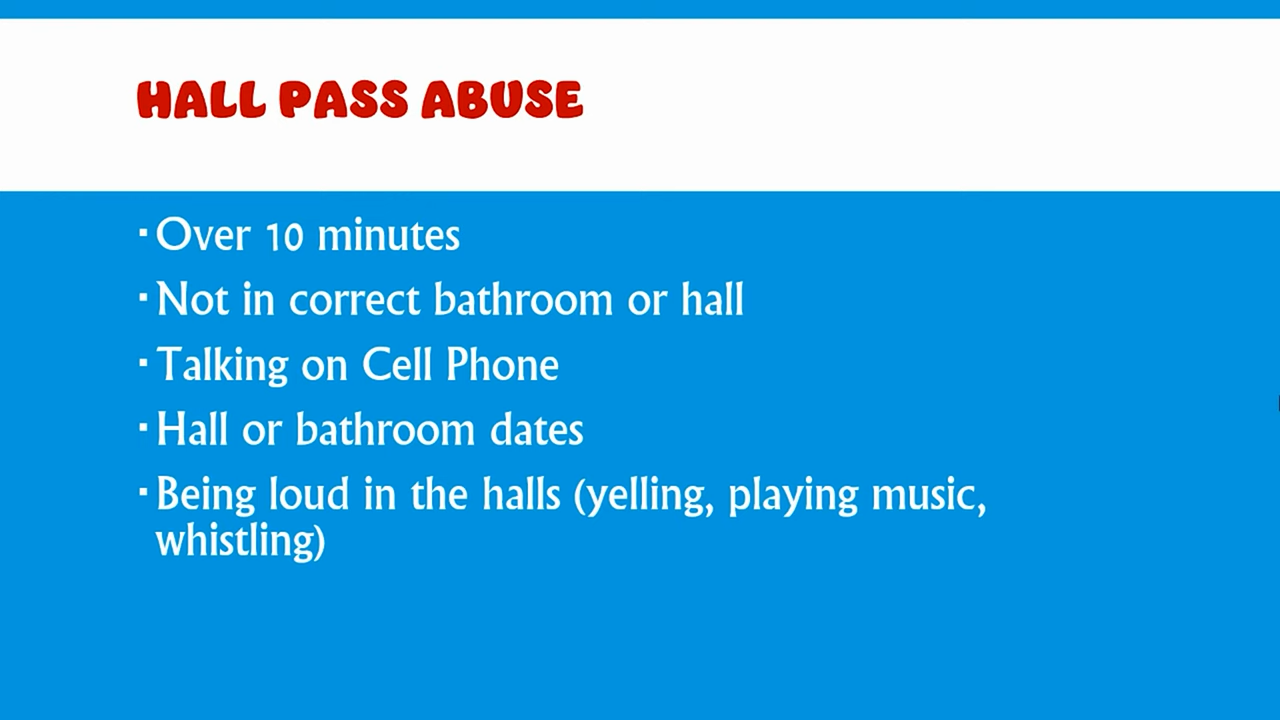 HALL PASS ABUSE
▪ Over 10 minutes
▪ Not in correct bathroom or hall
▪ Talking on Cell Phone
▪ Hall or bathroom dates
▪ Being loud in the halls (yelling, playing music,
whistling)